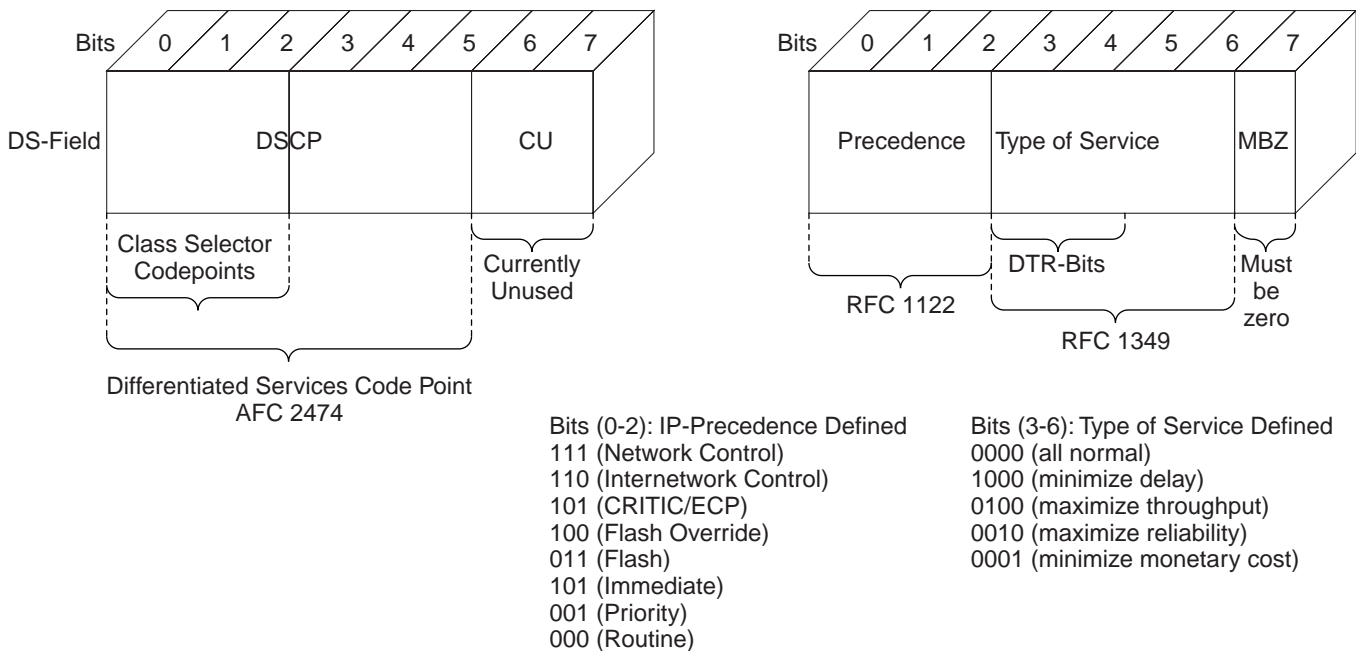 Bits 0 1 2 3 4 5 6 7
DS-Field DSCP CU
Class Selector
Codepoints
Currently
Unused
Differentiated Services Code Point
AFC 2474
Bits 0 1 2 3 4 5 6 7
Precedence Type of Service MBZ
DTR-Bits
Must
be
zero
RFC 1122
RFC 1349
Bits (0-2): IP-Precedence Defined
111 (Network Control)
110 (Internetwork Control)
101 (CRITIC/ECP)
100 (Flash Override)
011 (Flash)
101 (Immediate)
001 (Priority)
000 (Routine)
Bits (3-6): Type of Service Defined
0000 (all normal)
1000 (minimize delay)
0100 (maximize throughput)
0010 (maximize reliability)
0001 (minimize monetary cost)